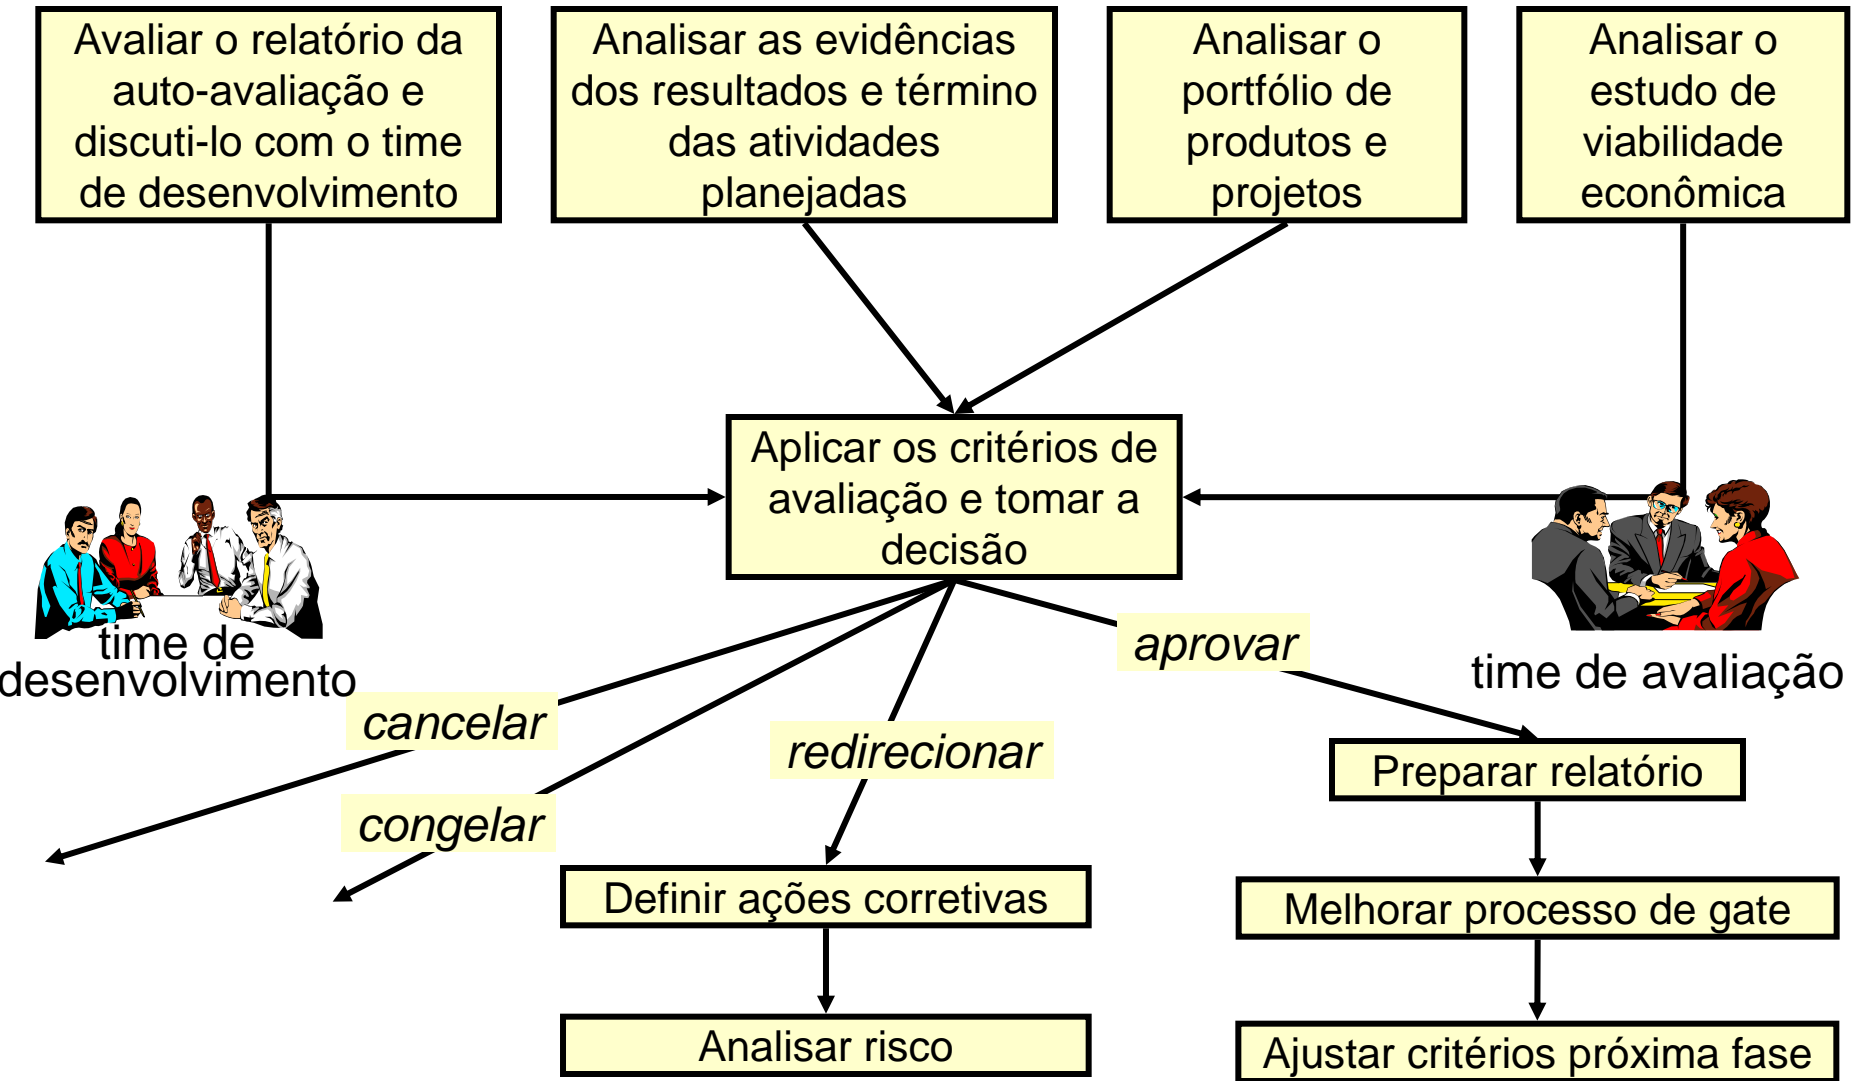 Avaliar o relatório da
auto-avaliação e
discuti-lo com o time
de desenvolvimento
Analisar as evidências
dos resultados e término
das atividades
planejadas
Analisar o
portfólio de
produtos e
projetos
Analisar o
estudo de
viabilidade
econômica
Aplicar os critérios de
avaliação e tomar a
decisão
time de
desenvolvimento
time de avaliação
cancelar
congelar
redirecionar
aprovar
Definir ações corretivas
Analisar risco
Preparar relatório
Melhorar processo de gate
Ajustar critérios próxima fase